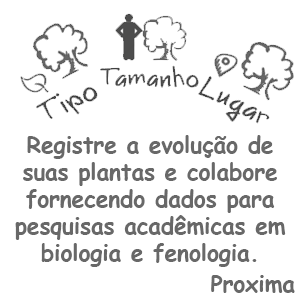 Tipo
Tamanho
Lugar
Registre a evolução de
suas plantas e colabore
fornecendo dados para
pesquisas acadêmicas em
biologia e fenologia.
Proxima